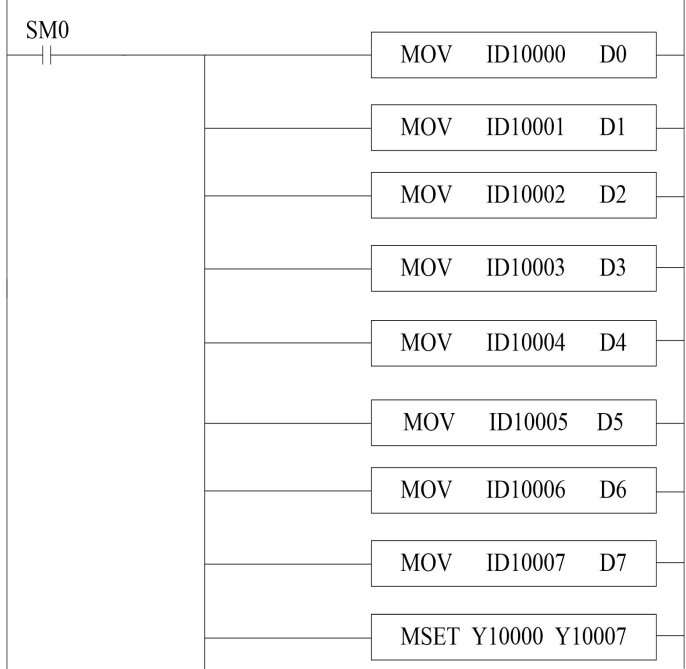 SM0
MOV ID10000 D0
MOV ID10001 D1
MOV ID10002 D2
MOV ID10003 D3
MOV ID10004 D4
MOV ID10005 D5
MOV ID10006 D6
MOV ID10007 D7
MSET Y10000 Y10007